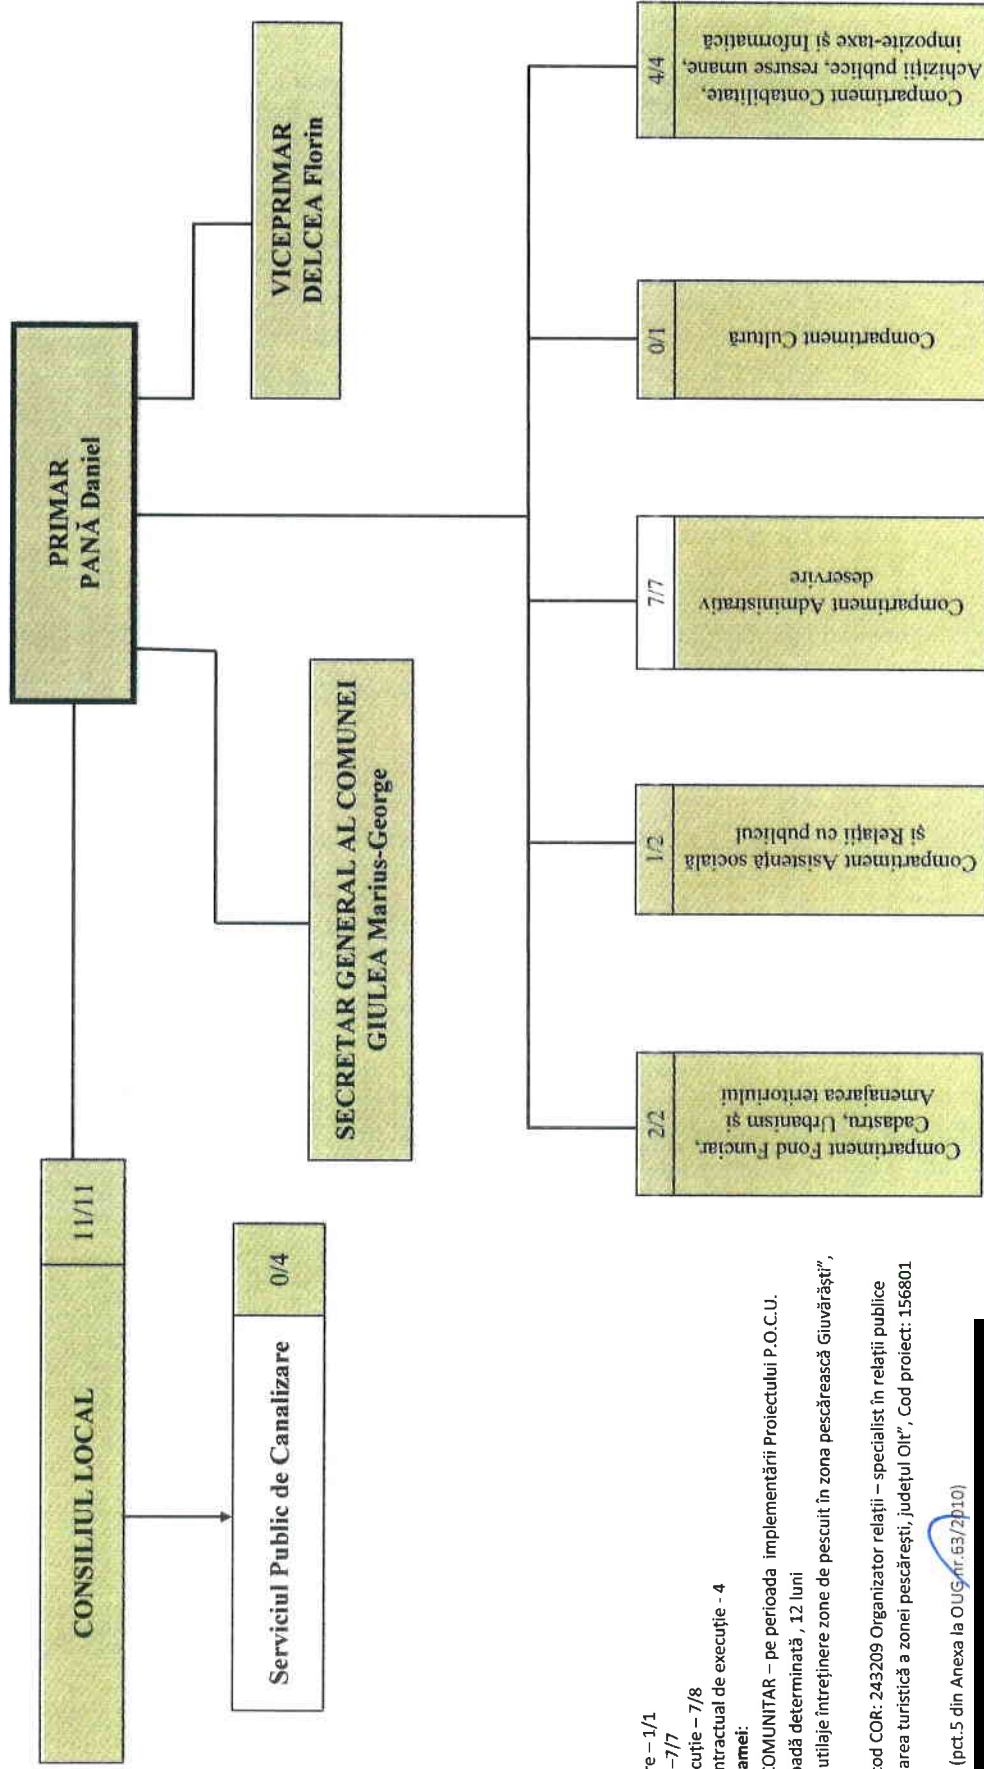 PRIMAR
PANĂ Daniel
VICEPRIMAR
DELCEA Florin
SECRETAR GENERAL AL COMUNEI
GIULEA Marius-George
CONSILIUL LOCAL
11/11
Serviciul Public de Canalizare
0/4
2/2
Compartiment Fond Funciar,
Cadastru, Urbanism și
Amenajarea teritoriului
1/2
Compartiment Asistența socială
și Relații cu publicul
7/7
Compartiment Administrativ
deservire
0/1
Compartiment Cultură
4/4
Compartiment Contabilitate,
Achiziții publice, resurse umane,
impozite-taxe și Informatică
re – 1/1
–7/7
cuție – 7/8
ntractual de execuție - 4
amei:
COMUNITAR – pe perioada implementării Proiectului P.O.C.U.
oadă determinată , 12 luni
utilaje întreținere zone de pescuit în zona pescărească Giuvărăști”,
cod COR: 243209 Organizator relații – specialist în relații publice
area turistică a zonei pescărești, județul Olt”, Cod proiect: 156801
(pct.5 din Anexa la OUG nr.63/2010)